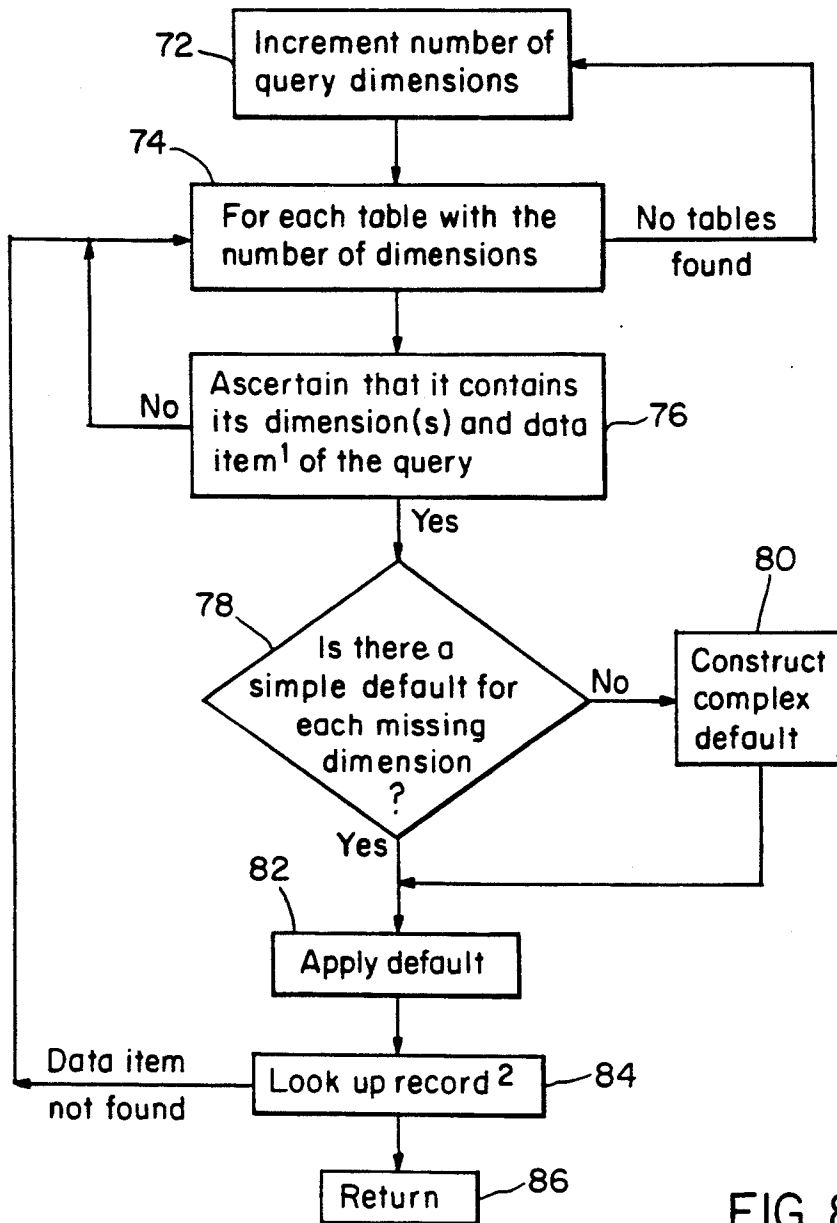 72
Increment number of
query dimensions
74
For each table with the
number of dimensions
No tables
found
Ascertain that it contains
its dimension(s) and data
item¹ of the query
76
No
Yes
78
Is there a
simple default for
each missing
dimension
?
No
80
Construct
complex
default
Yes
82
Apply default
Data item
not found
Look up record²
84
Return
86
FIG. 8